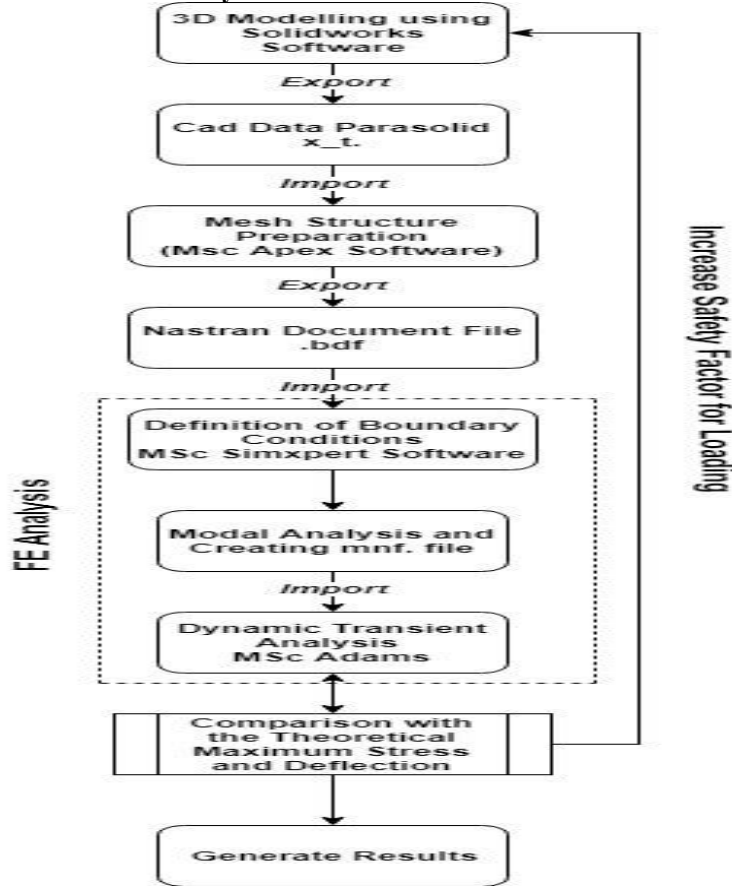 3D Modelling using
Solidworks
Software
Export
Cad Data Parasolid
x_t.
Import
Mesh Structure
Preparation
(Msc Apex Software)
Export
Nastran Document File
.bdf
Import
Definition of Boundary
Conditions
MSc Simxpert Software
Modal Analysis and
Creating mnf. file
Import
Dynamic Transient
Analysis
MSc Adams
Comparison with
the Theoretical
Maximum Stress
and Deflection
Generate Results
FE Analysis
Increase Safety Factor for Loading